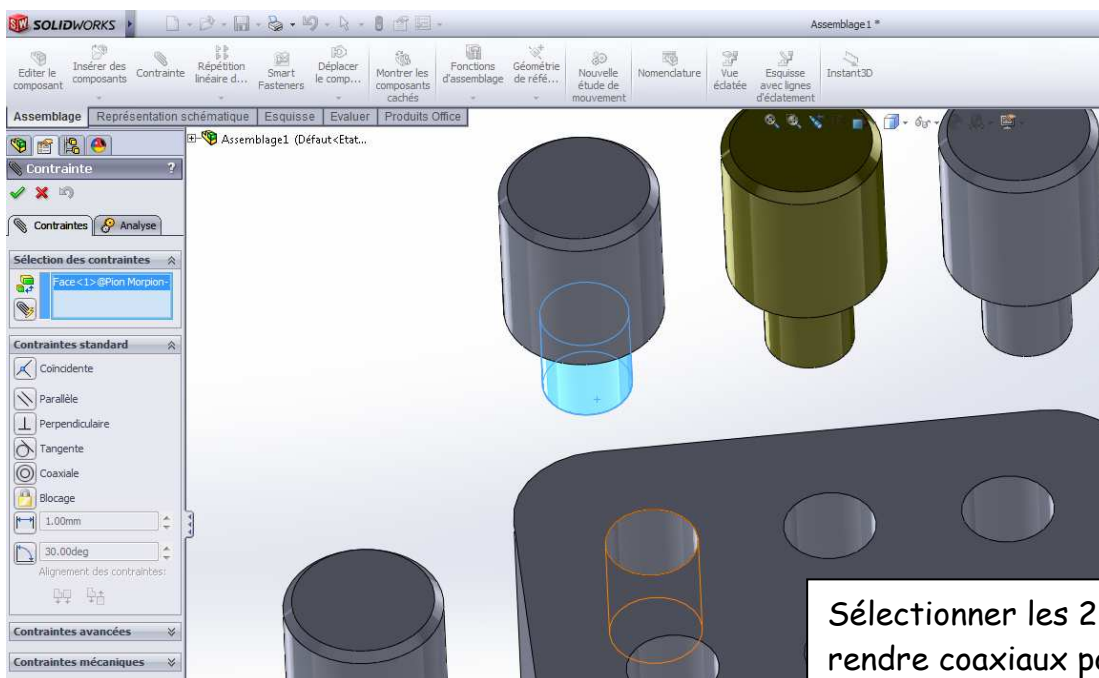 SOLIDWORKS
Assemblage1 *
Editer le composant
Insérer des composants
Contrainte
Répétition linéaire d...
Smart Fasteners
Déplacer le comp...
Montrer les composants cachés
Fonctions d'assemblage
Géométrie de réfé...
Nouvelle étude de mouvement
Nomenclature
Vue éclatée
Esquisse avec lignes d'éclatement
Instant3D
Assemblage
Représentation schématique
Esquisse
Evaluer
Produits Office
Assemblage1 (Défaut<Etat...
Contrainte ?
Contraintes
Analyse
Sélection des contraintes
Face<1>@Pion Morpion-
Contraintes standard
Coïncidente
Parallèle
Perpendiculaire
Tangente
Coaxiale
Blocage
1.00mm
30.00deg
Alignement des contraintes:
Contraintes avancées
Contraintes mécaniques
Sélectionner les 2
rendre coaxiaux